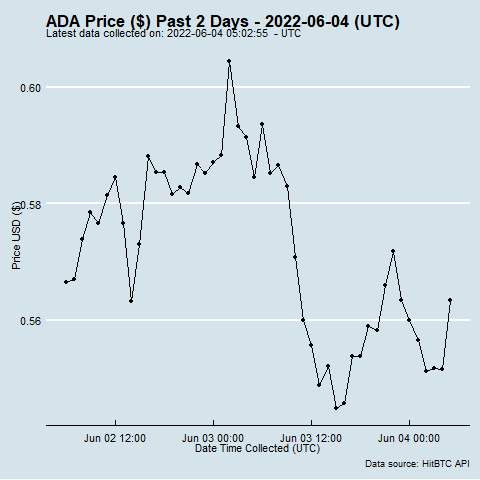 ADA Price ($) Past 2 Days - 2022-06-04 (UTC)
Latest data collected on: 2022-06-04 05:02:55 - UTC
0.60
0.58
0.56
Price USD ($)
Jun 02 12:00
Jun 03 00:00
Jun 03 12:00
Jun 04 00:00
Date Time Collected (UTC)
Data source: HitBTC API